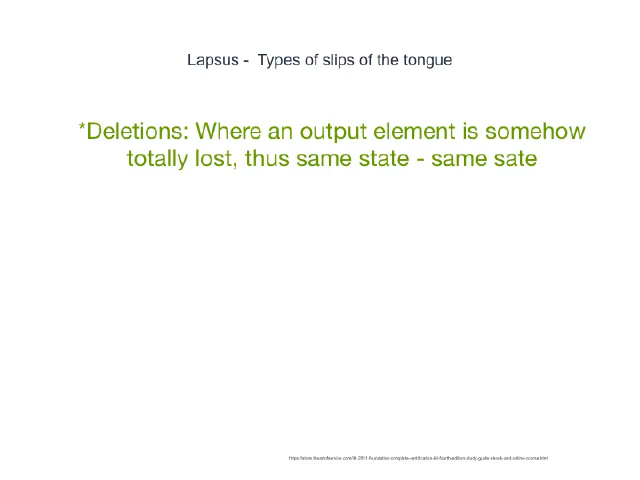 Lapsus -  Types of slips of the tongue
*Deletions: Where an output element is somehow
totally lost, thus same state - same sate